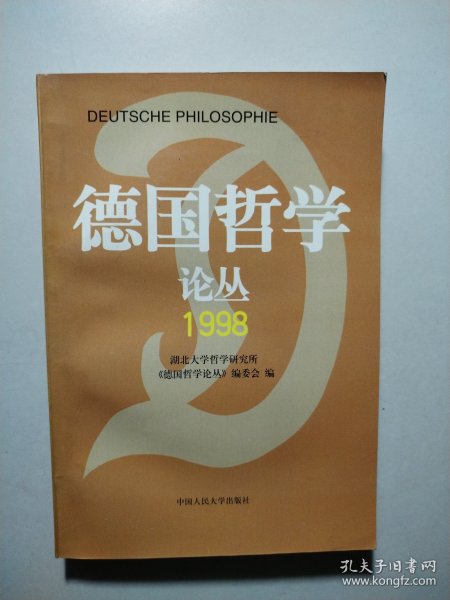 DEUTSCHE PHILOSOPHIE
德国哲学
论丛
1998
湖北大学哲学研究所
《德国哲学论丛》编委会 编
中国人民大学出版社
孔夫子旧书网
www.kongfz.com